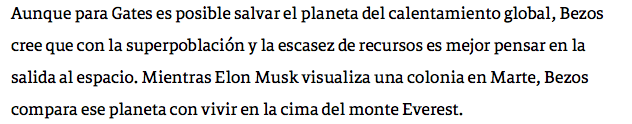 Aunque para Gates es posible salvar el planeta del calentamiento global, Bezos
cree que con la superpoblación y la escasez de recursos es mejor pensar en la
salida al espacio. Mientras Elon Musk visualiza una colonia en Marte, Bezos
compara ese planeta con vivir en la cima del monte Everest.